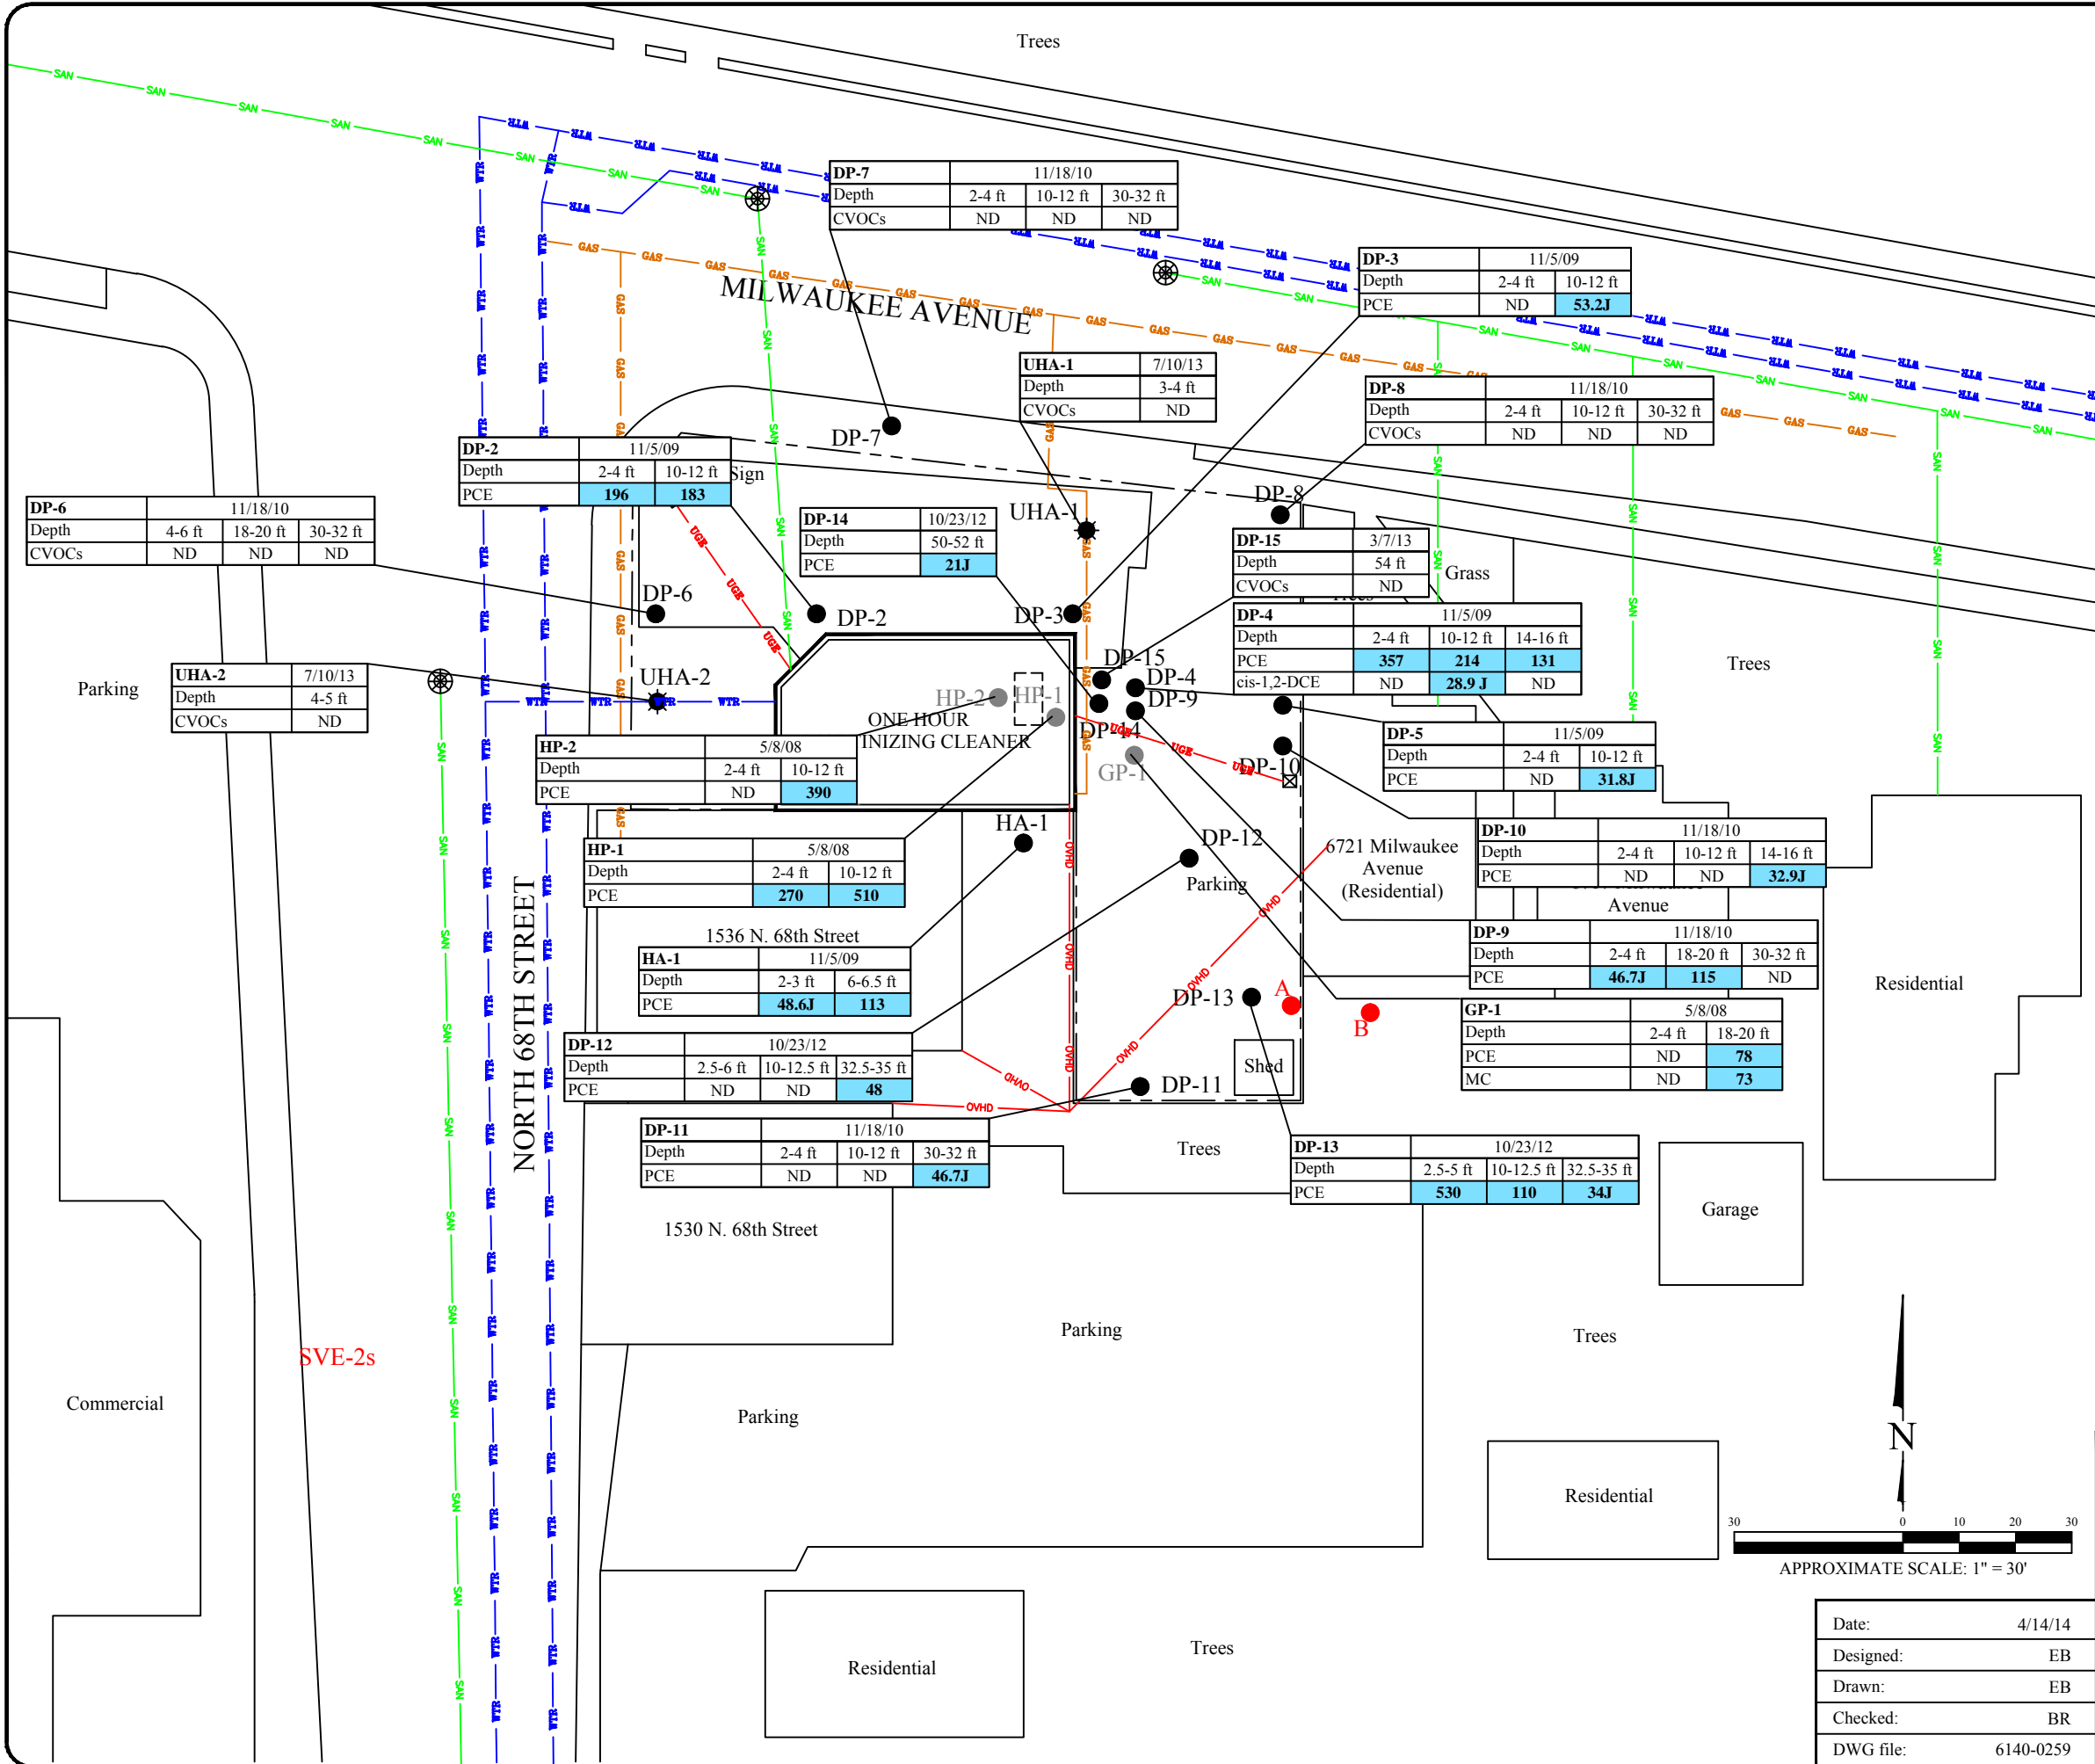 Trees
MILWAUKEE AVENUE
NORTH 68TH STREET
DP-7 11/18/10
Depth 2-4 ft 10-12 ft 30-32 ft
CVOCs ND ND ND
DP-3 11/5/09
Depth 2-4 ft 10-12 ft
PCE ND 53.2J
UHA-1 7/10/13
Depth 3-4 ft
CVOCs ND
DP-8 11/18/10
Depth 2-4 ft 10-12 ft 30-32 ft
CVOCs ND ND ND
DP-7
DP-2 11/5/09
Depth 2-4 ft 10-12 ft
PCE 196 183
Sign
DP-6 11/18/10
Depth 4-6 ft 18-20 ft 30-32 ft
CVOCs ND ND ND
DP-14 10/23/12
Depth 50-52 ft
PCE 21J
UHA-1
DP-8
DP-15 3/7/13
Depth 54 ft
CVOCs ND
Grass
Trees
DP-6
DP-2
DP-3
DP-4 11/5/09
Depth 2-4 ft 10-12 ft 14-16 ft
PCE 357 214 131
cis-1,2-DCE ND 28.9 J ND
Trees
Parking
UHA-2 7/10/13
Depth 4-5 ft
CVOCs ND
UHA-2
DP-15
DP-4
DP-9
DP-14
HP-2
HP-1
ONE HOUR
INIZING CLEANER
GP-1
DP-10
DP-5 11/5/09
Depth 2-4 ft 10-12 ft
PCE ND 31.8J
HP-2 5/8/08
Depth 2-4 ft 10-12 ft
PCE ND 390
HA-1
DP-12
Parking
6721 Milwaukee
Avenue
(Residential)
DP-10 11/18/10
Depth 2-4 ft 10-12 ft 14-16 ft
PCE ND ND 32.9J
Avenue
HP-1 5/8/08
Depth 2-4 ft 10-12 ft
PCE 270 510
1536 N. 68th Street
HA-1 11/5/09
Depth 2-3 ft 6-6.5 ft
PCE 48.6J 113
DP-9 11/18/10
Depth 2-4 ft 18-20 ft 30-32 ft
PCE 46.7J 115 ND
Residential
DP-13
A
B
GP-1 5/8/08
Depth 2-4 ft 18-20 ft
PCE ND 78
MC ND 73
DP-12 10/23/12
Depth 2.5-6 ft 10-12.5 ft 32.5-35 ft
PCE ND ND 48
Shed
DP-11
DP-11 11/18/10
Depth 2-4 ft 10-12 ft 30-32 ft
PCE ND ND 46.7J
Trees
DP-13 10/23/12
Depth 2.5-5 ft 10-12.5 ft 32.5-35 ft
PCE 530 110 34J
1530 N. 68th Street
Garage
Parking
Trees
SVE-2s
Commercial
Parking
N
Residential
30 0 10 20 30
APPROXIMATE SCALE: 1" = 30'
Residential
Trees
Date: 4/14/14
Designed: EB
Drawn: EB
Checked: BR
DWG file: 6140-0259
SAN
WTR
GAS
UGE
OVHD